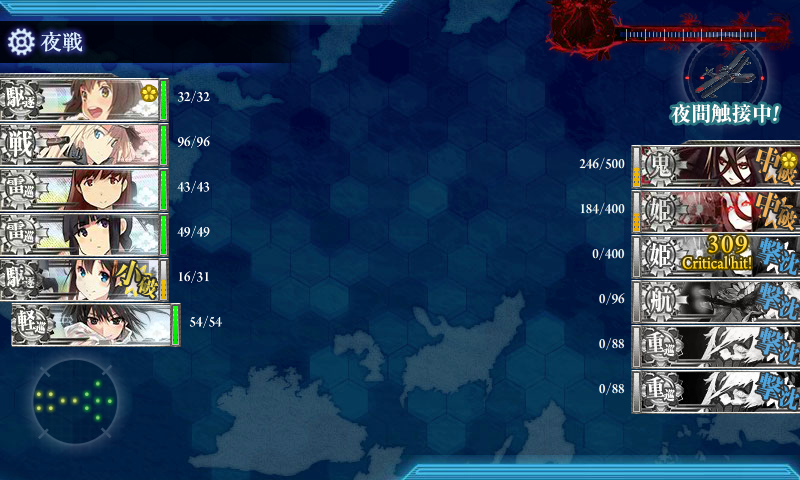 夜戦
夜間触接中!
駆逐 32/32
戦 96/96
雷巡 43/43
雷巡 49/49
駆逐 小破 16/31
軽巡 54/54
246/500 鬼 中破
184/400 姫 中破
0/400 姫 309 Critical hit! 撃沈
0/96 航 撃沈
0/88 重巡 撃沈
0/88 重巡 撃沈